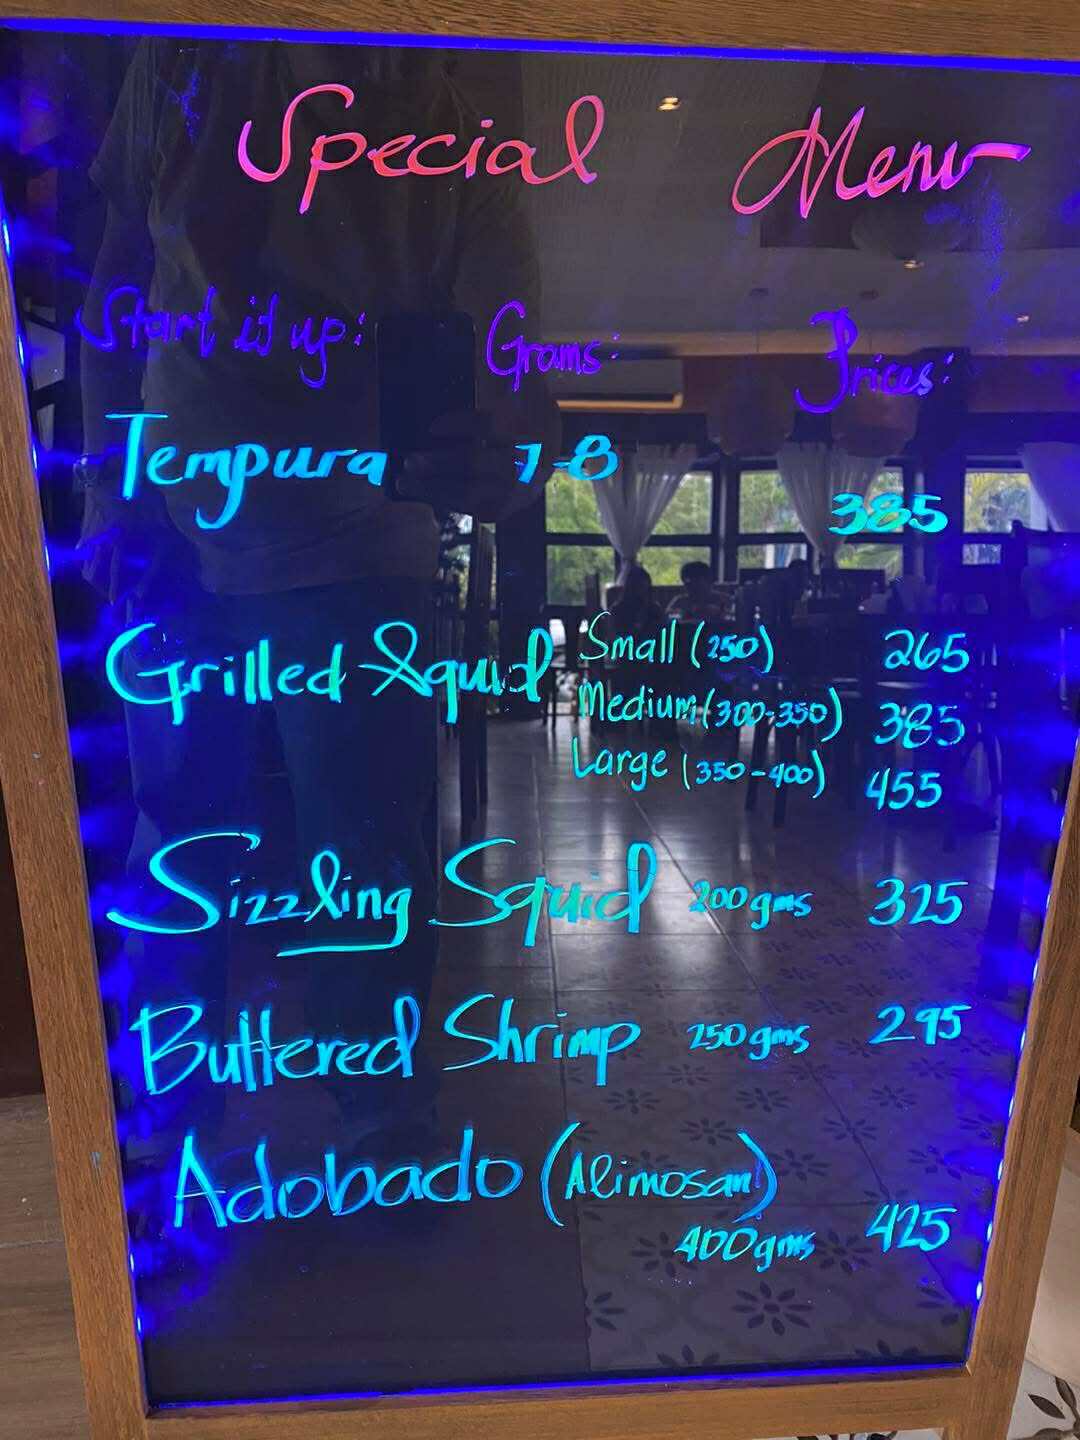 Special Menu
Start it up: Grams: Prices:
Tempura 7-8 385
Grilled Squid Small (250) 265
Medium (300-350) 385
Large (350-400) 455
Sizzling Squid 200gms 325
Buttered Shrimp 250gms 295
Adobado (Alimosan)
400gms 425